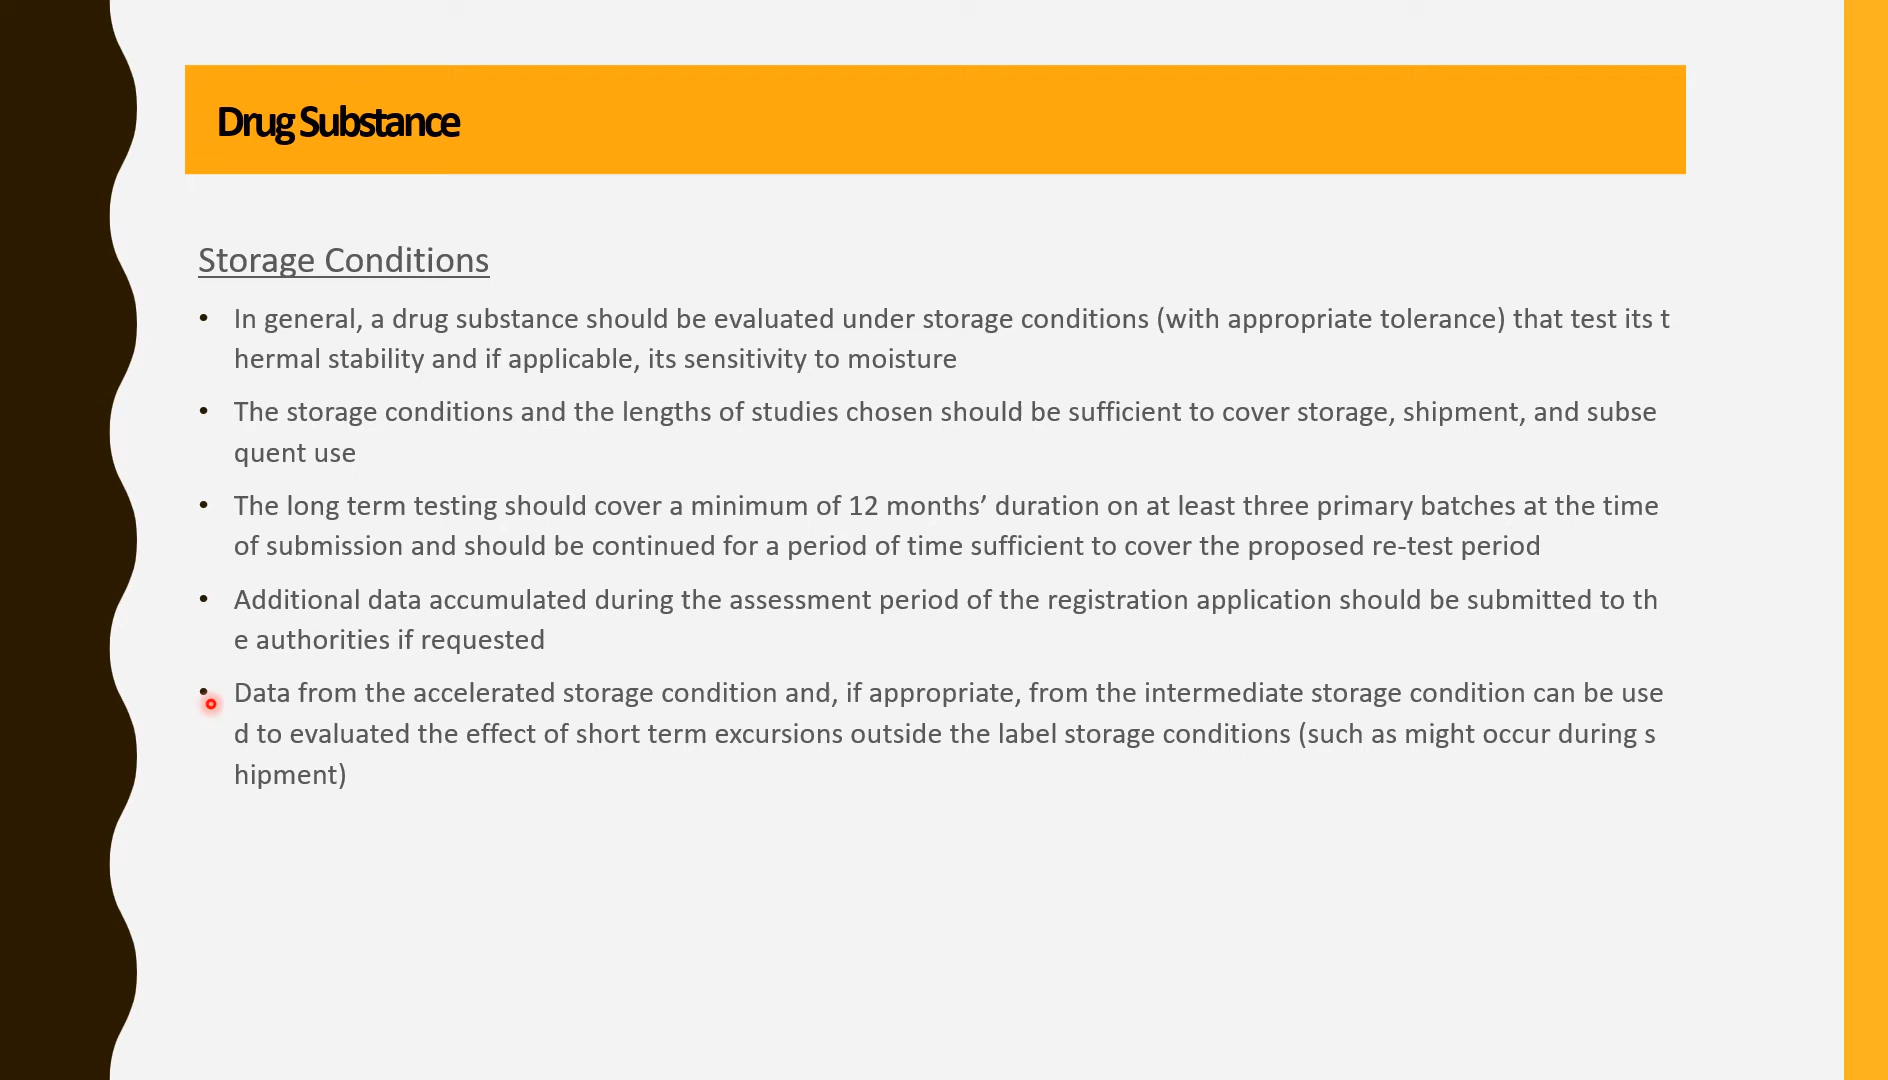 Drug Substance
Storage Conditions
• In general, a drug substance should be evaluated under storage conditions (with appropriate tolerance) that test its t
hermal stability and if applicable, its sensitivity to moisture
• The storage conditions and the lengths of studies chosen should be sufficient to cover storage, shipment, and subse
quent use
• The long term testing should cover a minimum of 12 months’ duration on at least three primary batches at the time
of submission and should be continued for a period of time sufficient to cover the proposed re-test period
• Additional data accumulated during the assessment period of the registration application should be submitted to th
e authorities if requested
• Data from the accelerated storage condition and, if appropriate, from the intermediate storage condition can be use
d to evaluated the effect of short term excursions outside the label storage conditions (such as might occur during s
hipment)